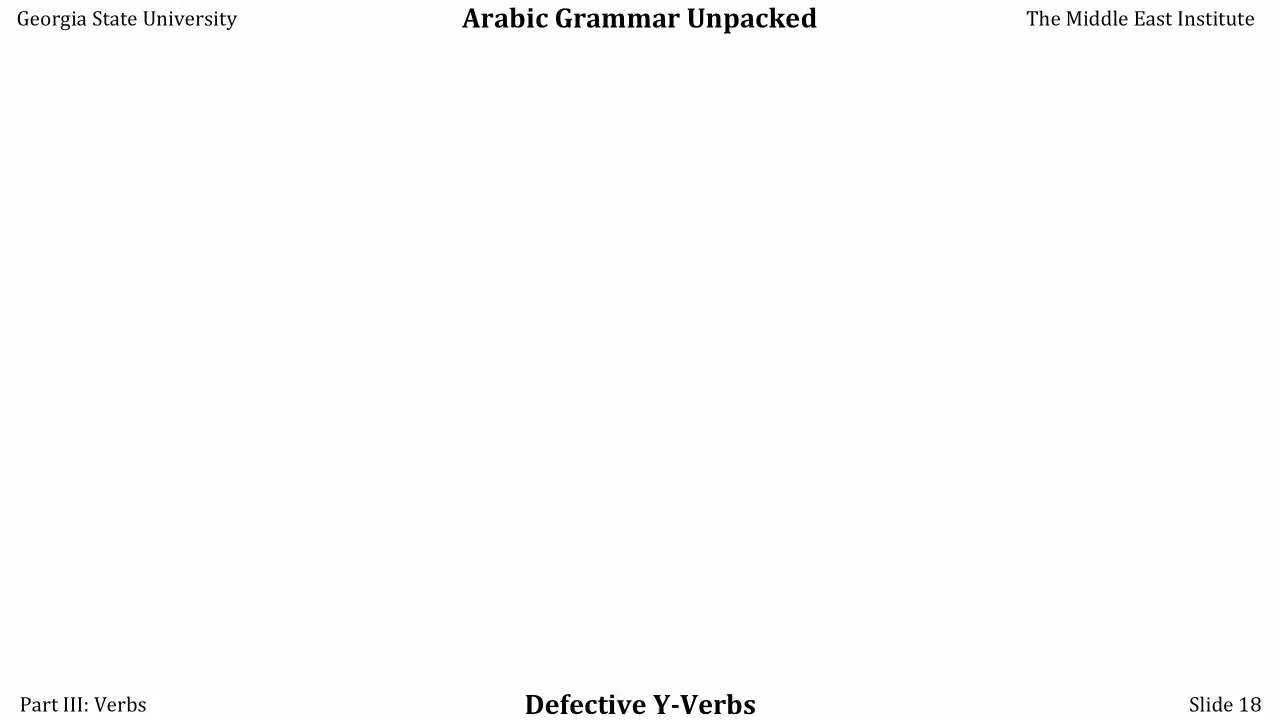 Georgia State University
Arabic Grammar Unpacked
The Middle East Institute
Part III: Verbs
Defective Y-Verbs
Slide 18